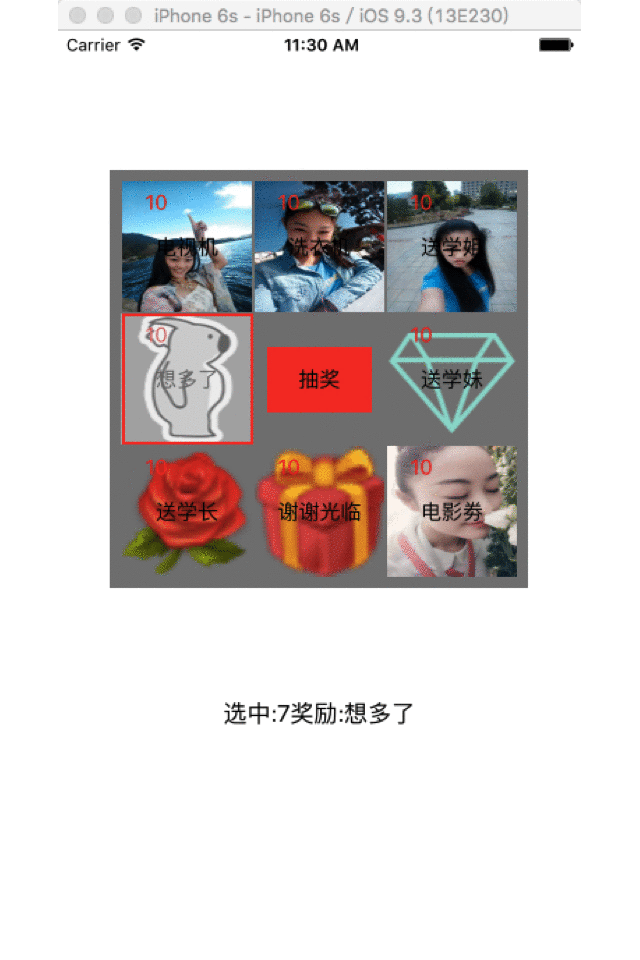 iPhone 6s - iPhone 6s / iOS 9.3 (13E230)
Carrier 11:30 AM
10 10 10
电视机 洗衣机 送学姐
10 10
想多了 抽奖 送学妹
10 10 10
送学长 谢谢光临 电影劵
选中:7奖励:想多了